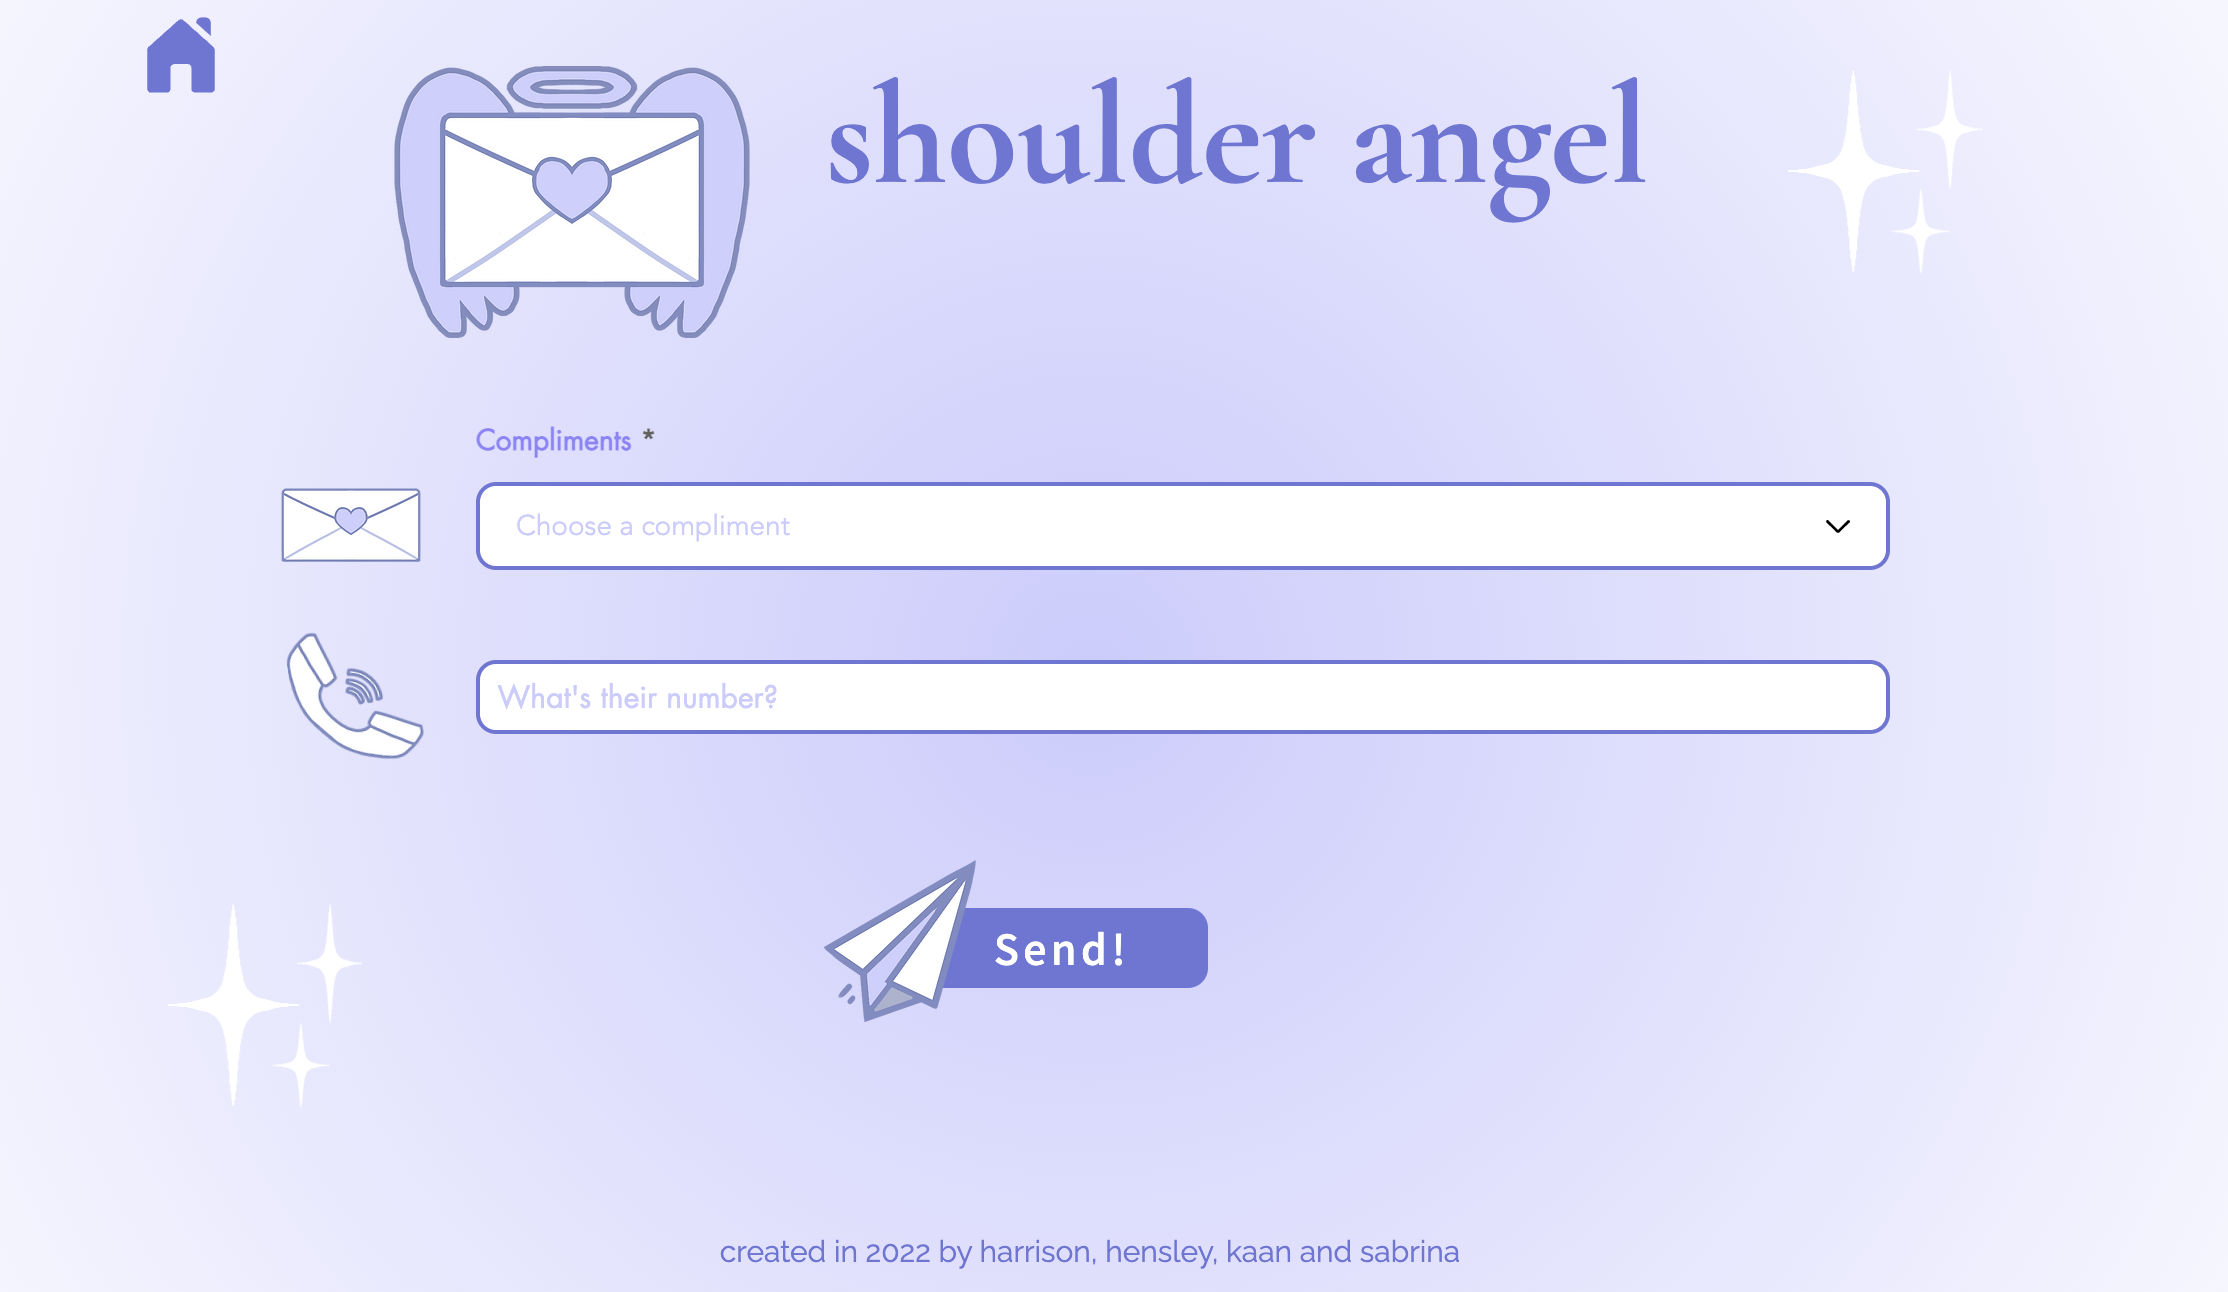 shoulder angel
Compliments *
Choose a compliment
What's their number?
Send!
created in 2022 by harrison, hensley, kaan and sabrina